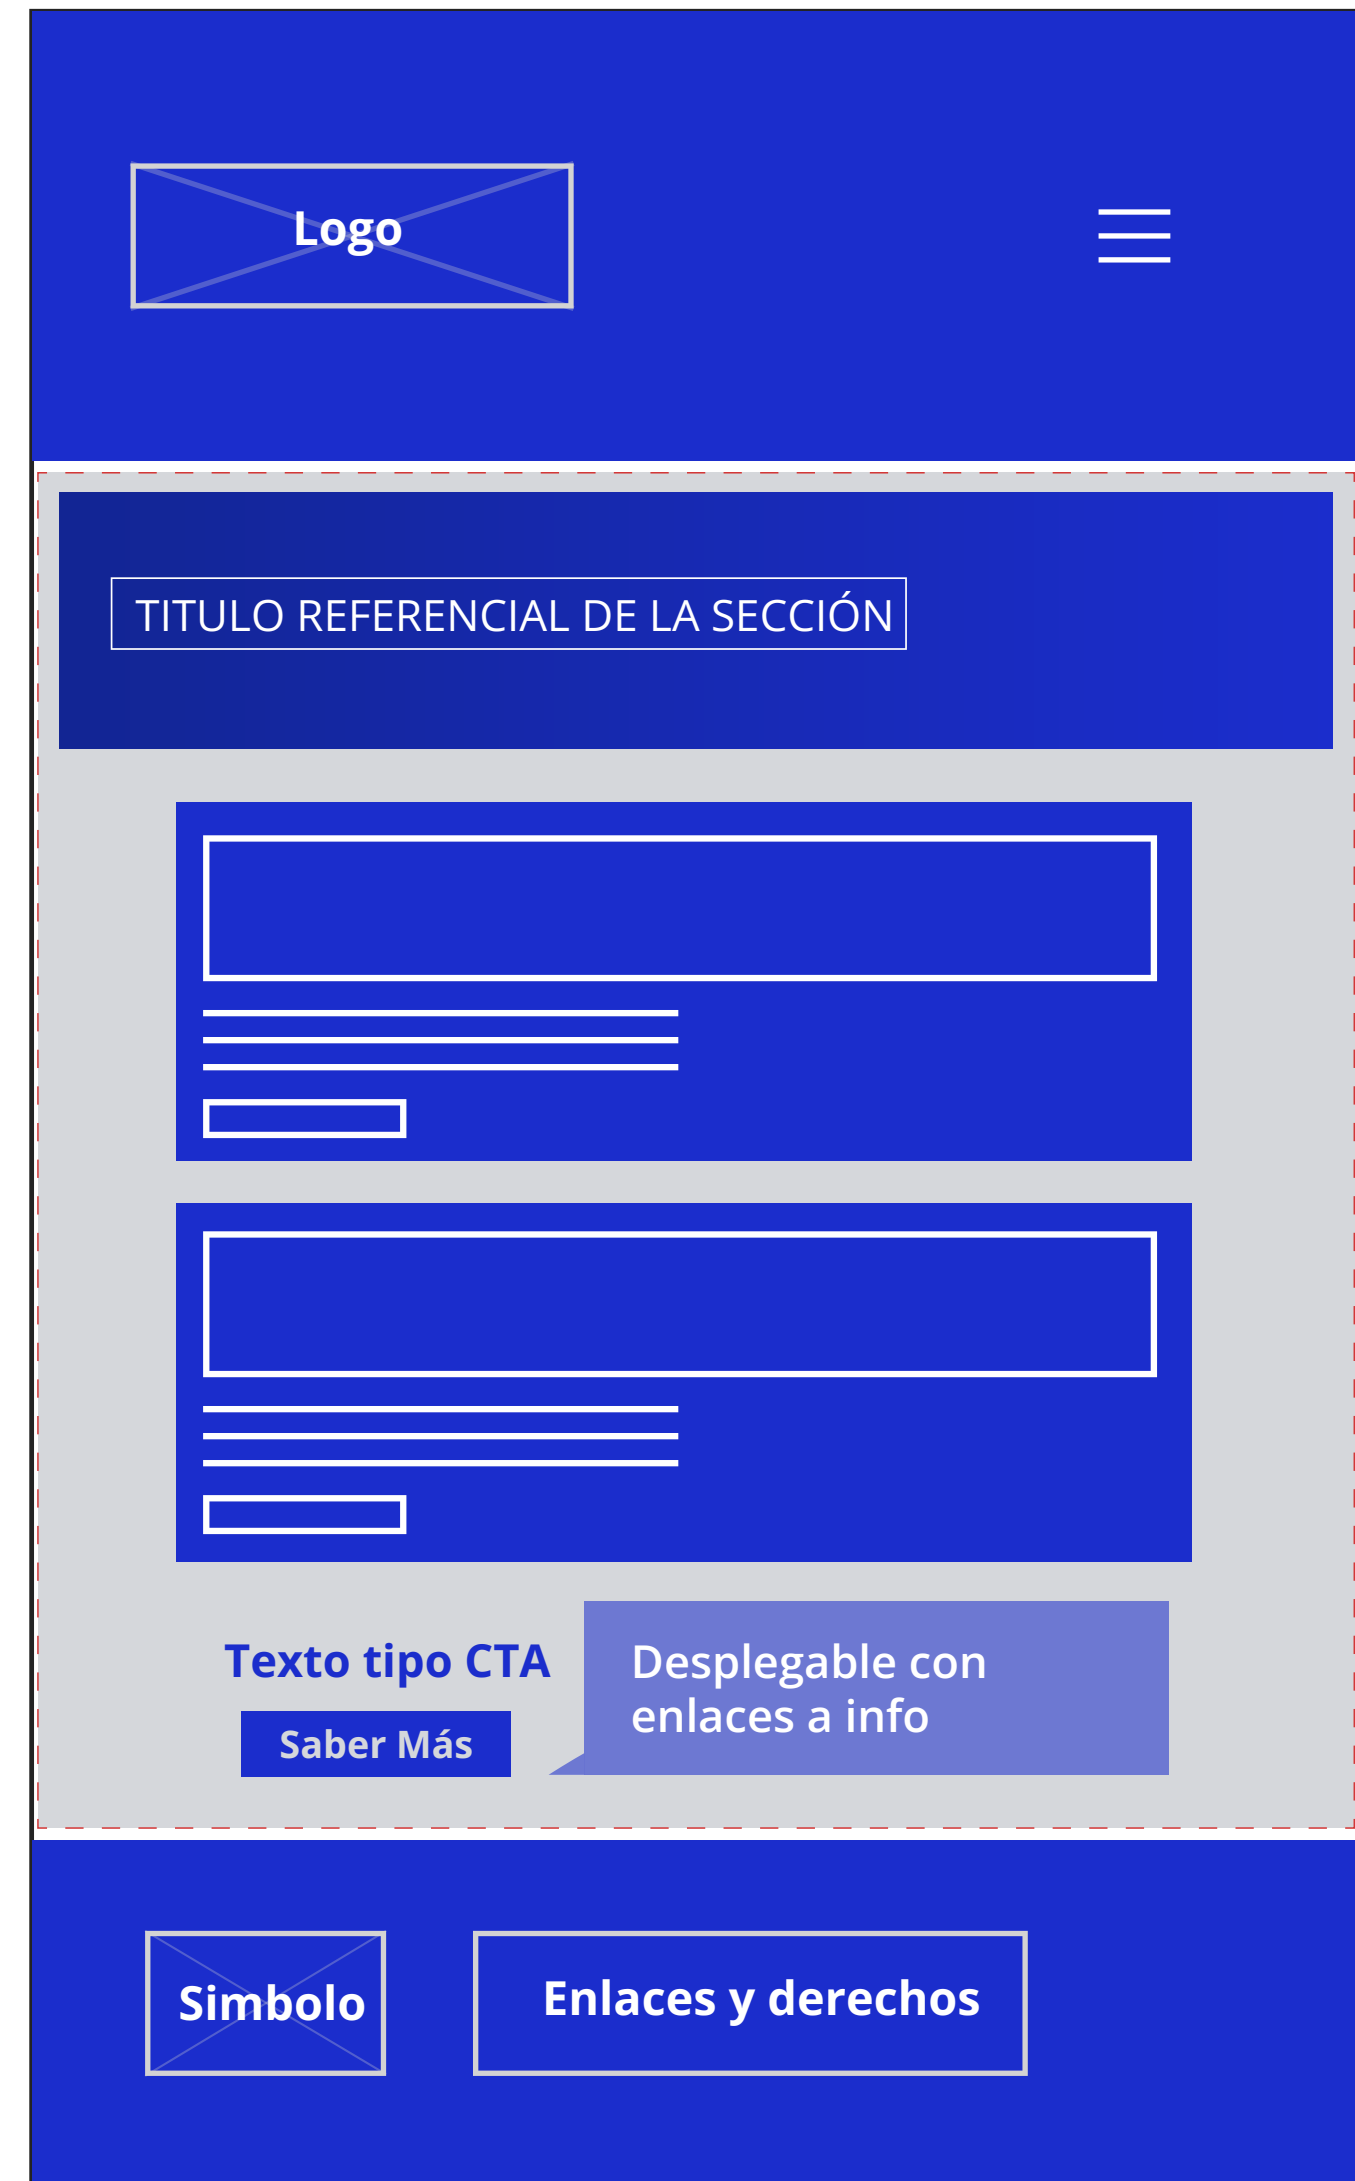 Logo
TITULO REFERENCIAL DE LA SECCIÓN
Texto tipo CTA
Saber Más
Desplegable con
enlaces a info
Simbolo
Enlaces y derechos